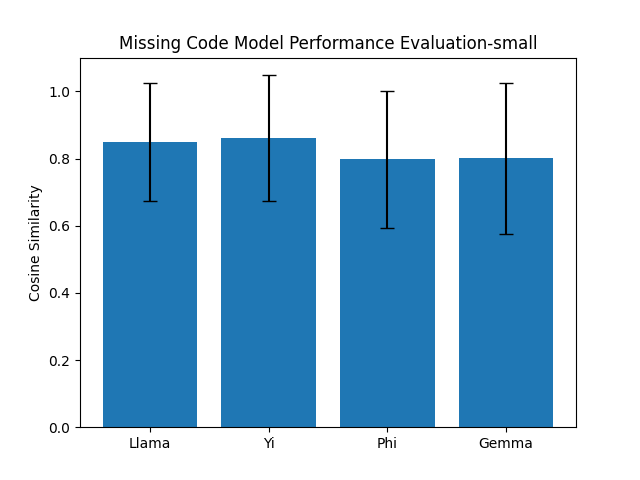 Missing Code Model Performance Evaluation-small
Cosine Similarity
1.0
0.8
0.6
0.4
0.2
0.0
Llama Yi Phi Gemma